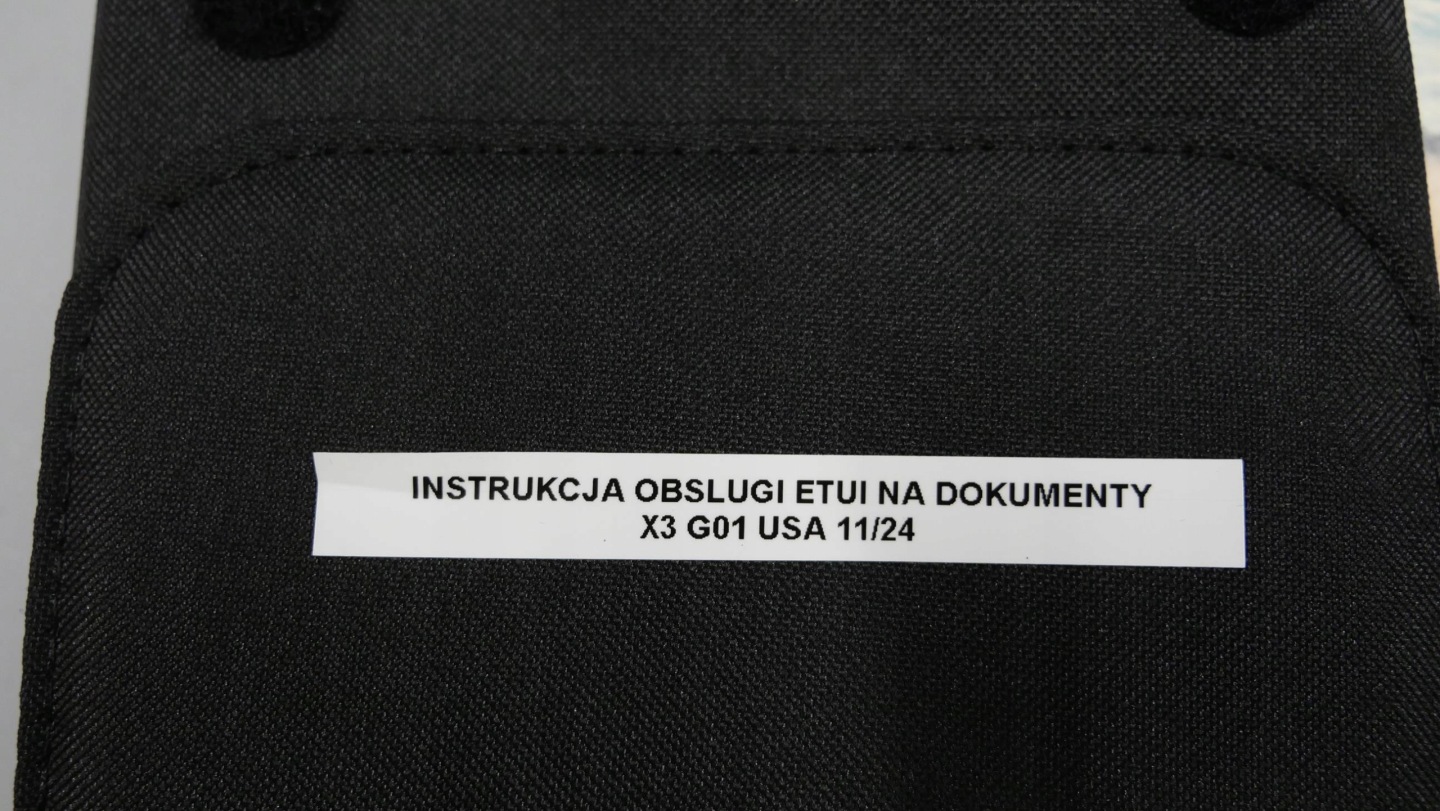 INSTRUKCJA OBSLUGI ETUI NA DOKUMENTY
X3 G01 USA 11/24